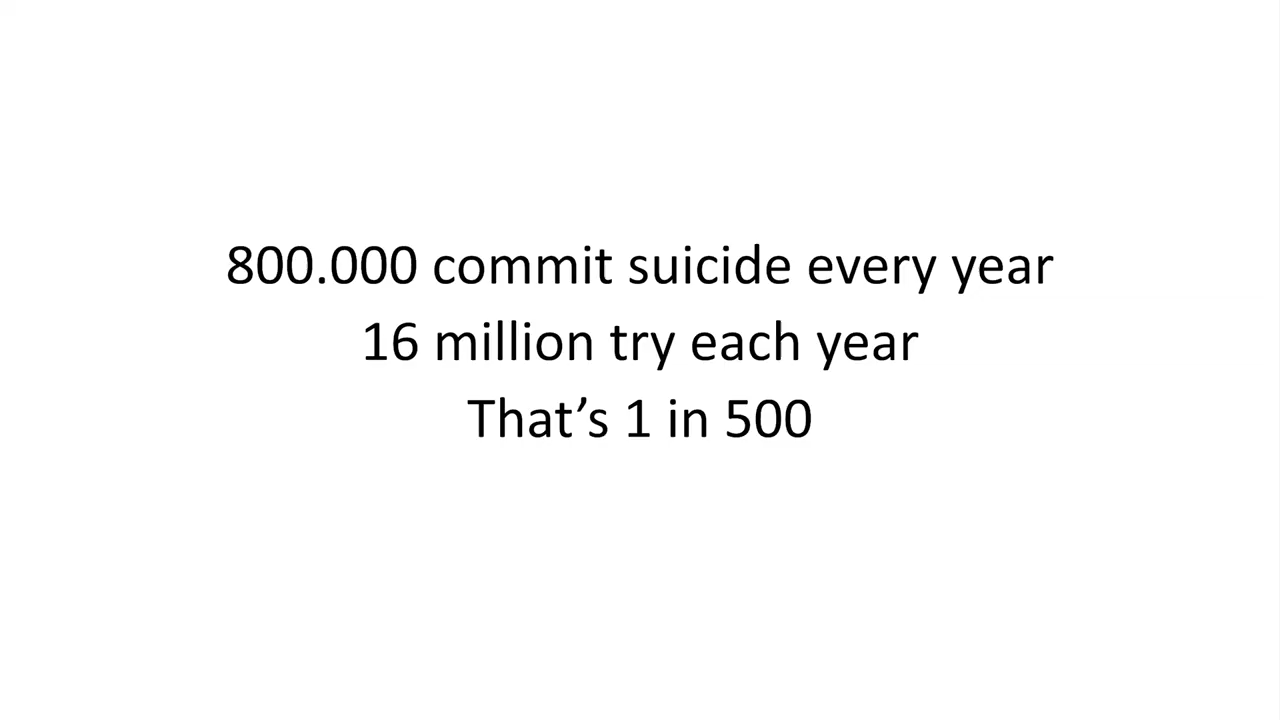 800.000 commit suicide every year
16 million try each year
That’s 1 in 500